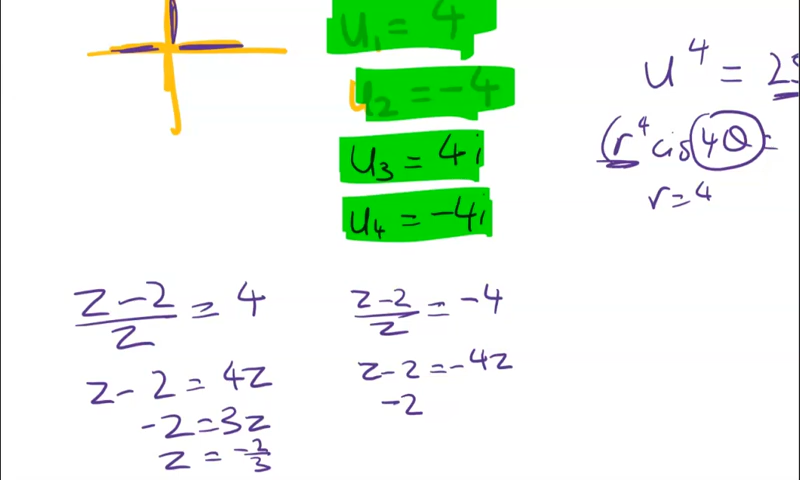 u₁ = 4
u₂ = -4
u₃ = 4i
u₄ = -4i
u⁴ =
(r⁴ cis 4θ =
r = 4
(z-2)/z = 4
z - 2 = 4z
-2 = 3z
z = -2/3
(z-2)/z = -4
z - 2 = -4z
-2